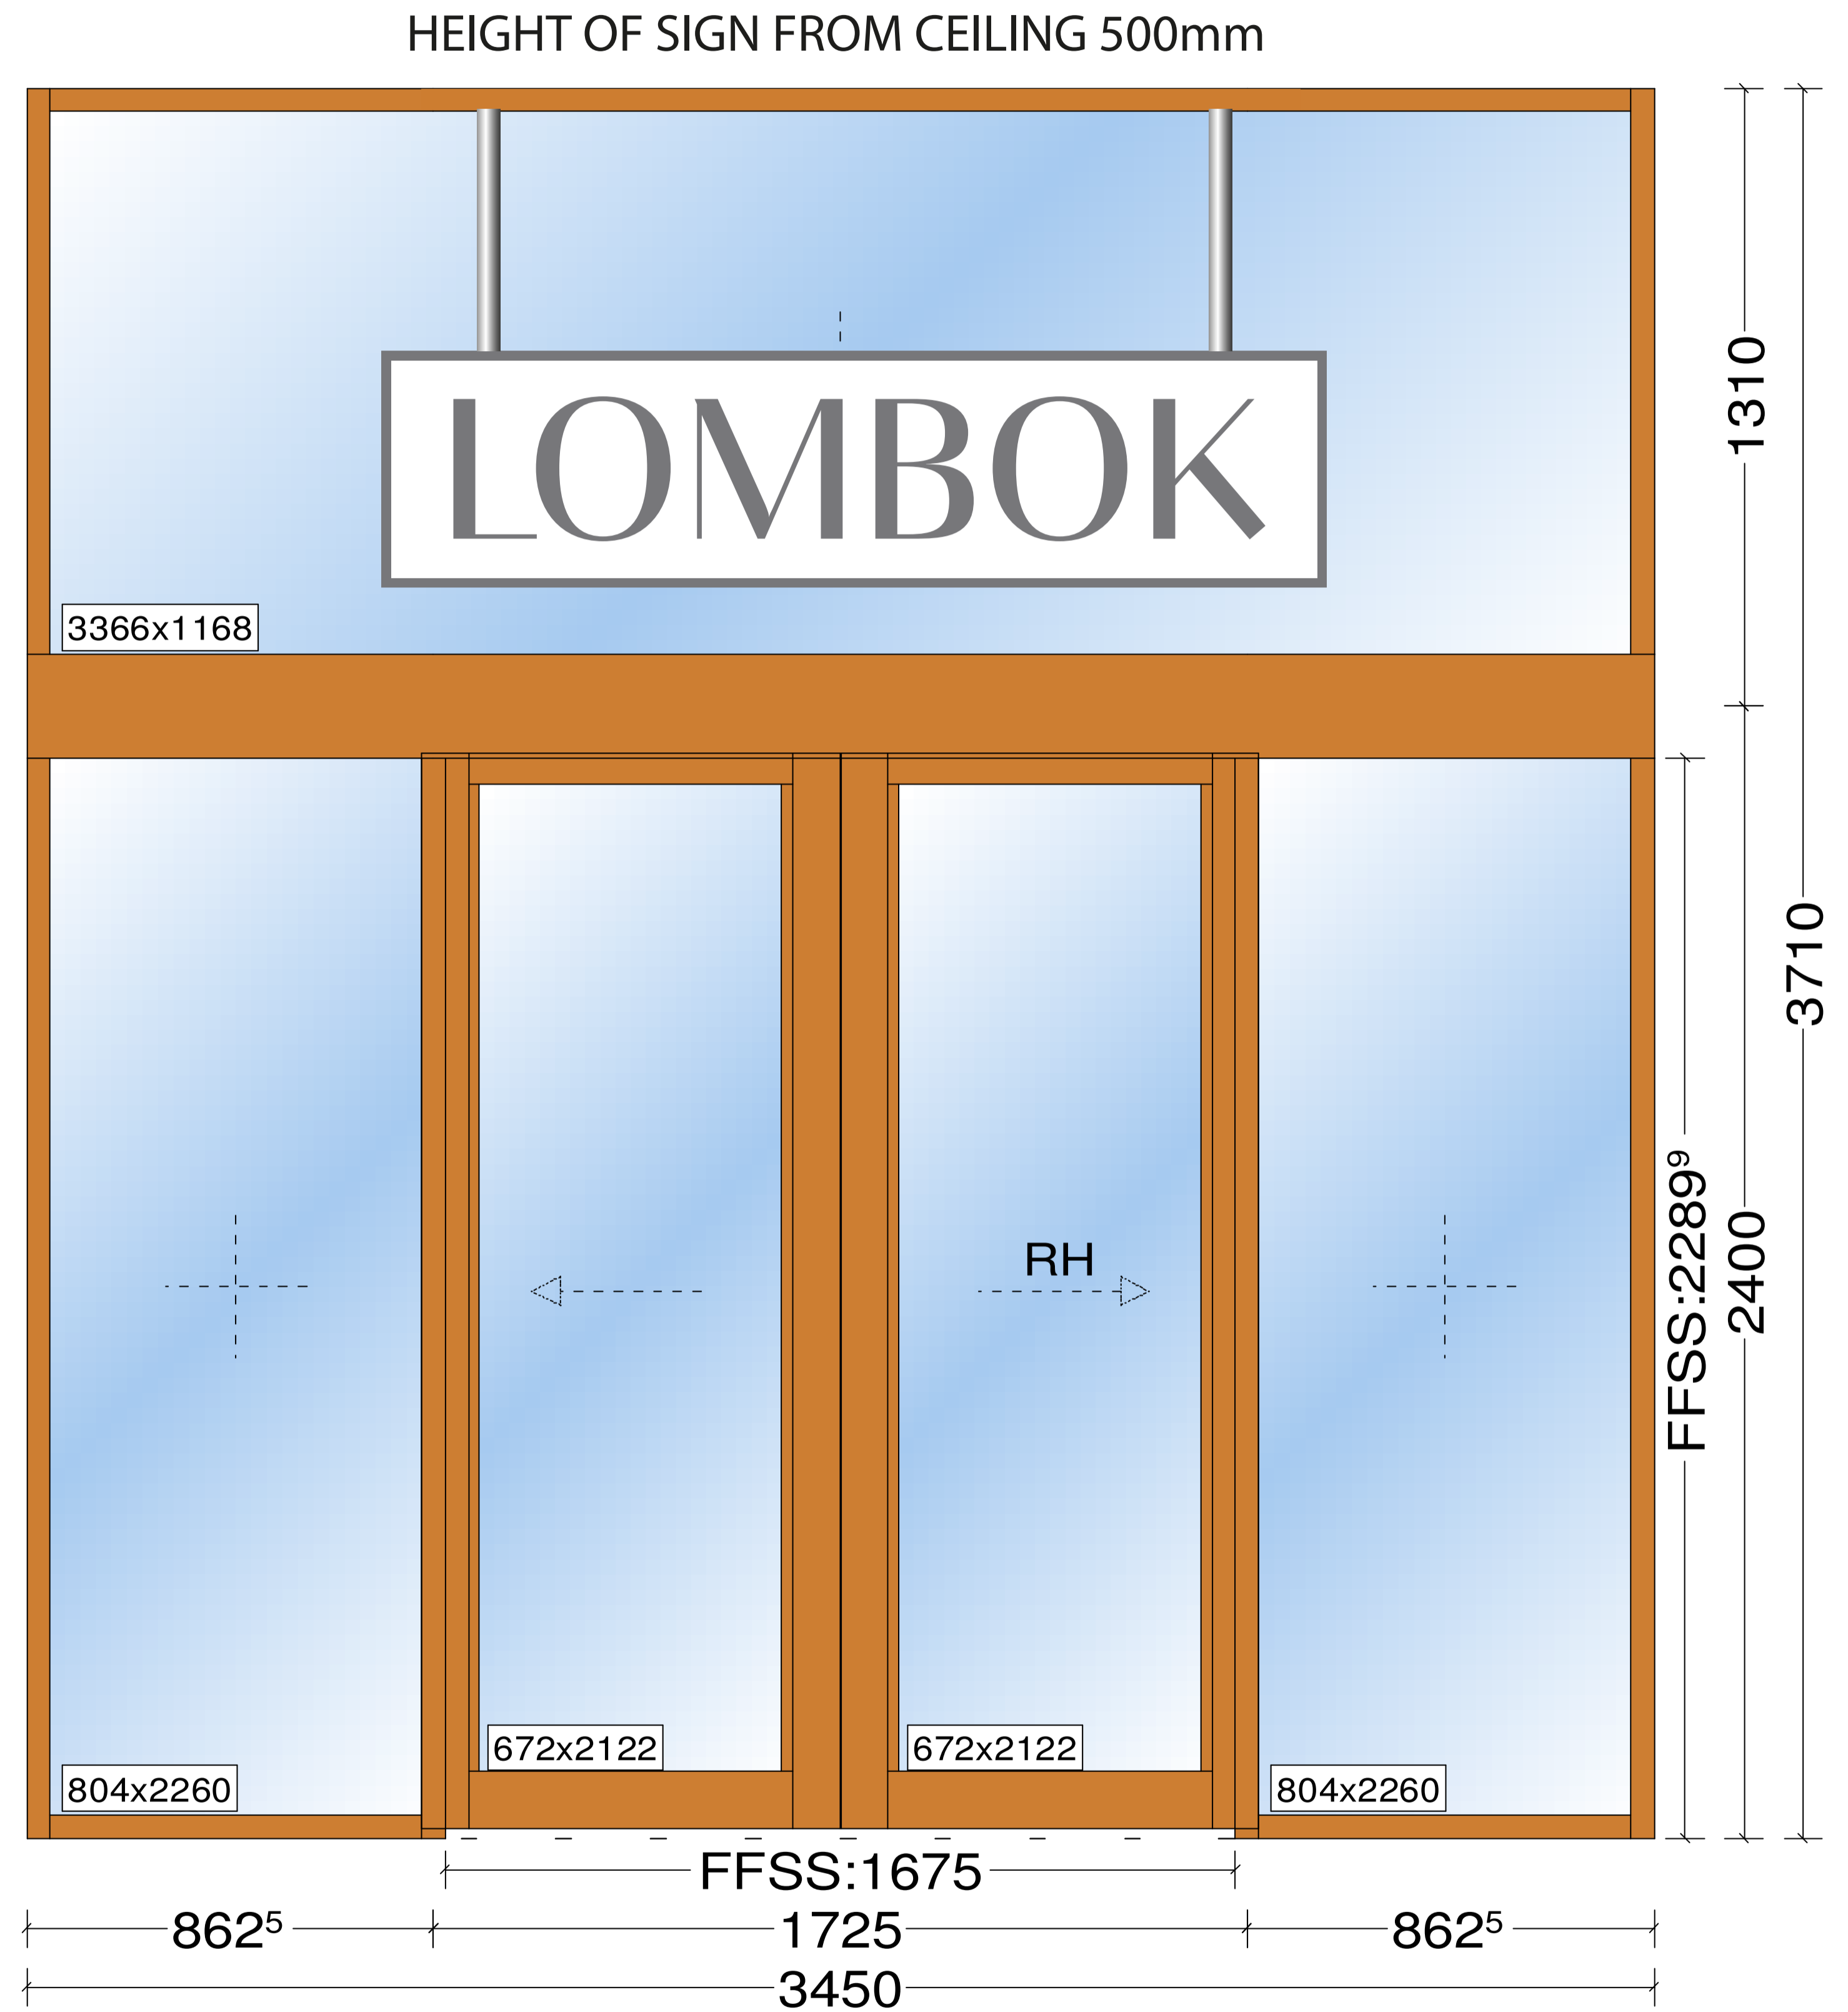 HEIGHT OF SIGN FROM CEILING 500mm
LOMBOK
3366x1168
1310
3710
2400
FFSS:2289⁹
RH
672x2122
672x2122
804x2260
804x2260
FFSS:1675
862⁵
1725
862⁵
3450